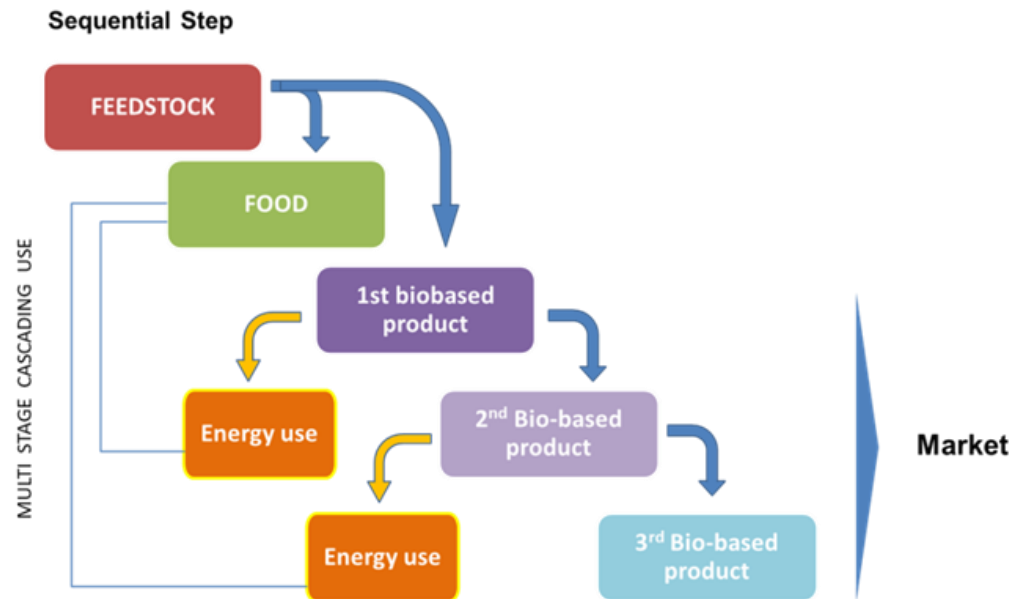 Sequential Step
FEEDSTOCK
FOOD
MULTI STAGE CASCADING USE
1st biobased
product
Energy use
2nd Bio-based
product
Market
Energy use
3rd Bio-based
product